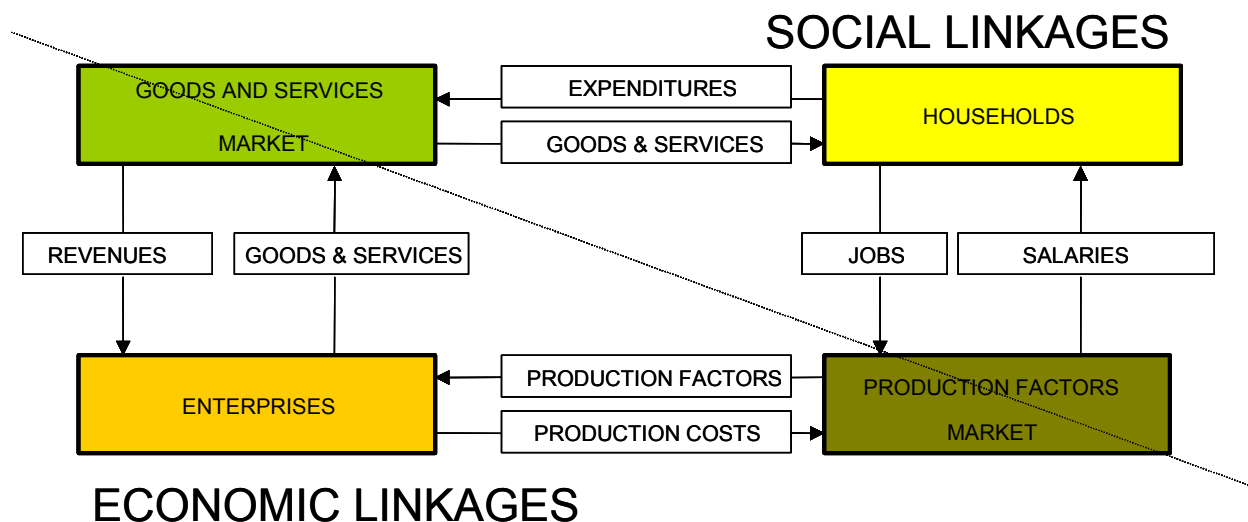 SOCIAL LINKAGES
GOODS AND SERVICES
MARKET
EXPENDITURES
GOODS & SERVICES
HOUSEHOLDS
REVENUES
GOODS & SERVICES
JOBS
SALARIES
ENTERPRISES
PRODUCTION FACTORS
PRODUCTION COSTS
PRODUCTION FACTORS
MARKET
ECONOMIC LINKAGES